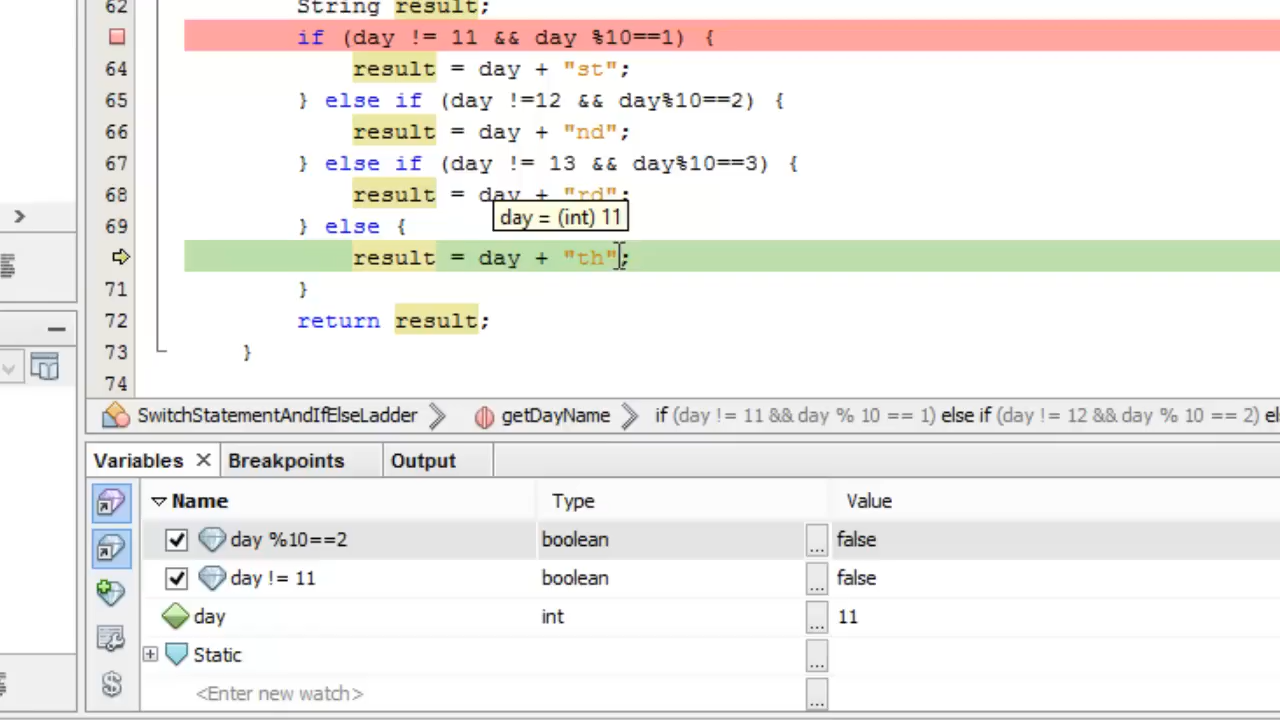 62 String result;
if (day != 11 && day %10==1) {
64 result = day + "st";
65 } else if (day !=12 && day%10==2) {
66 result = day + "nd";
67 } else if (day != 13 && day%10==3) {
68 result = day + "rd";
day = (int) 11
69 } else {
result = day + "th";
71 }
72 return result;
73 }
74
SwitchStatementAndIfElseLadder getDayName if (day != 11 && day % 10 == 1) else if (day != 12 && day % 10 == 2) el
Variables Breakpoints Output
Name Type Value
day %10==2 boolean ... false
day != 11 boolean ... false
day int ... 11
Static ...
<Enter new watch> ...